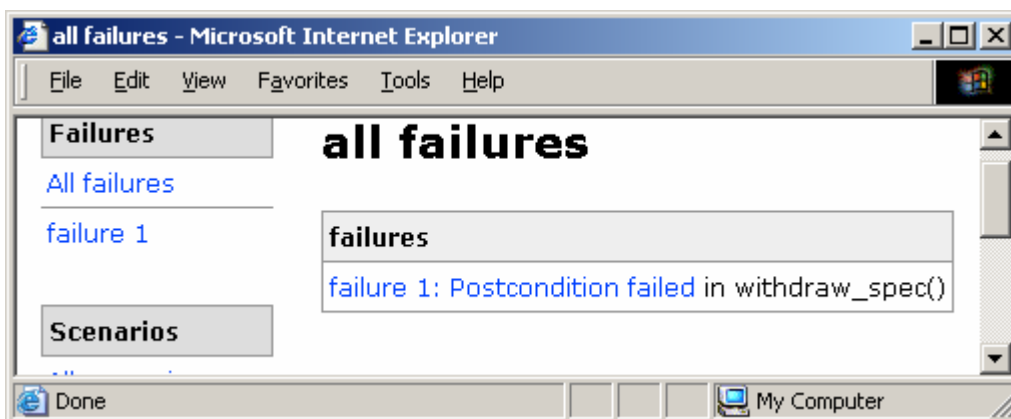 all failures - Microsoft Internet Explorer
File Edit View Favorites Tools Help
Failures
All failures
failure 1
Scenarios
all failures
failures
failure 1: Postcondition failed in withdraw_spec()
Done
My Computer